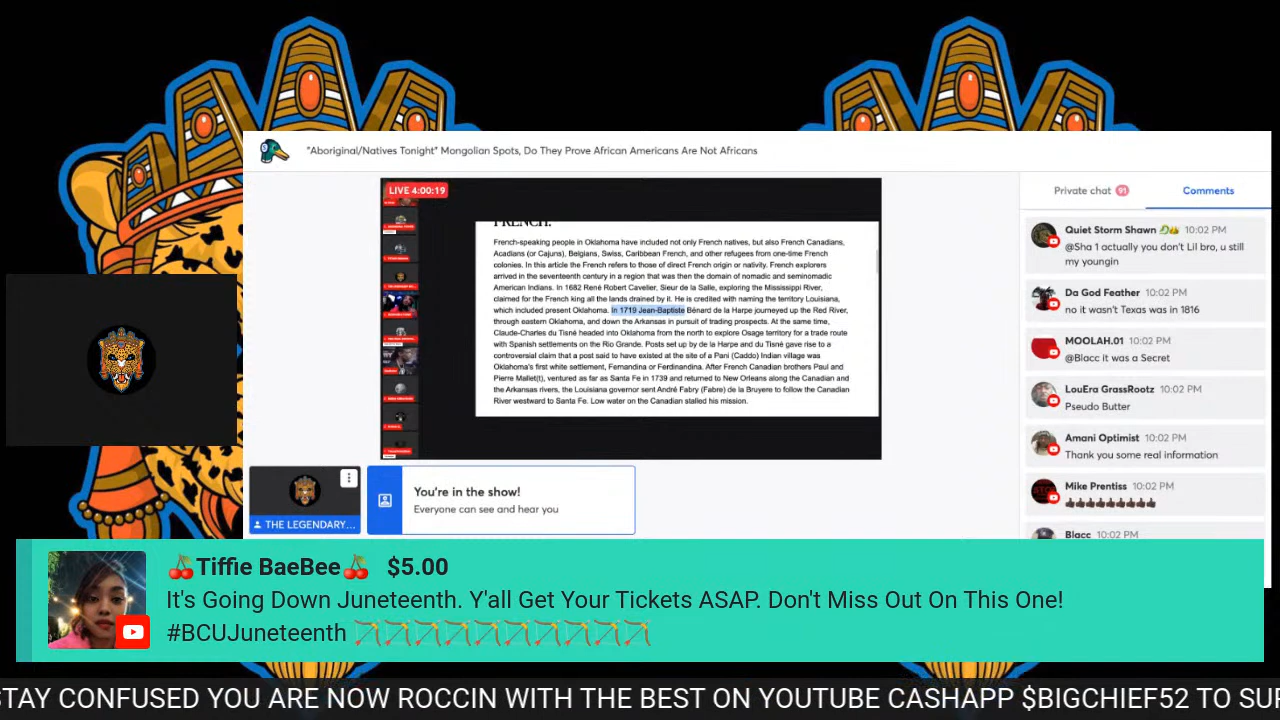 "Aboriginal/Natives Tonight" Mongolian Spots, Do They Prove African Americans Are Not Africans
LIVE 4:00:19
FRENCH.
French-speaking people in Oklahoma have included not only French natives, but also French Canadians,
Acadians (or Cajuns), Belgians, Swiss, Caribbean French, and other refugees from one-time French
colonies. In this article the French refers to those of direct French origin or nativity. French explorers
arrived in the seventeenth century in a region that was then the domain of nomadic and seminomadic
American Indians. In 1682 René Robert Cavelier, Sieur de la Salle, exploring the Mississippi River,
claimed for the French king all the lands drained by it. He is credited with naming the territory Louisiana,
which included present Oklahoma. In 1719 Jean-Baptiste Bénard de la Harpe journeyed up the Red River,
through eastern Oklahoma, and down the Arkansas in pursuit of trading prospects. At the same time,
Claude-Charles du Tisné headed into Oklahoma from the north to explore Osage territory for a trade route
with Spanish settlements on the Rio Grande. Posts set up by de la Harpe and du Tisné gave rise to a
controversial claim that a post said to have existed at the site of a Pani (Caddo) Indian village was
Oklahoma's first white settlement, Fernandina or Ferdinandina. After French Canadian brothers Paul and
Pierre Mallet(t), ventured as far as Santa Fe in 1739 and returned to New Orleans along the Canadian and
the Arkansas rivers, the Louisiana governor sent André Fabry (Fabre) de la Bruyere to follow the Canadian
River westward to Santa Fe. Low water on the Canadian stalled his mission.
THE LEGENDARY...
You're in the show!
Everyone can see and hear you
Private chat 91
Comments
Quiet Storm Shawn 10:02 PM
@Sha 1 actually you don't Lil bro, u still
my youngin
Da God Feather 10:02 PM
no it wasn't Texas was in 1816
MOOLAH.01 10:02 PM
@Blacc it was a Secret
LouEra GrassRootz 10:02 PM
Pseudo Butter
Amani Optimist 10:02 PM
Thank you some real information
Mike Prentiss 10:02 PM
👍🏿👍🏿👍🏿👍🏿👍🏿👍🏿👍🏿👍🏿👍🏿
Blacc 10:02 PM
🍒Tiffie BaeBee🍒 $5.00
It's Going Down Juneteenth. Y'all Get Your Tickets ASAP. Don't Miss Out On This One!
#BCUJuneteenth 🏹🏹🏹🏹🏹🏹🏹🏹🏹🏹
STAY CONFUSED YOU ARE NOW ROCCIN WITH THE BEST ON YOUTUBE CASHAPP $BIGCHIEF52 TO SUP